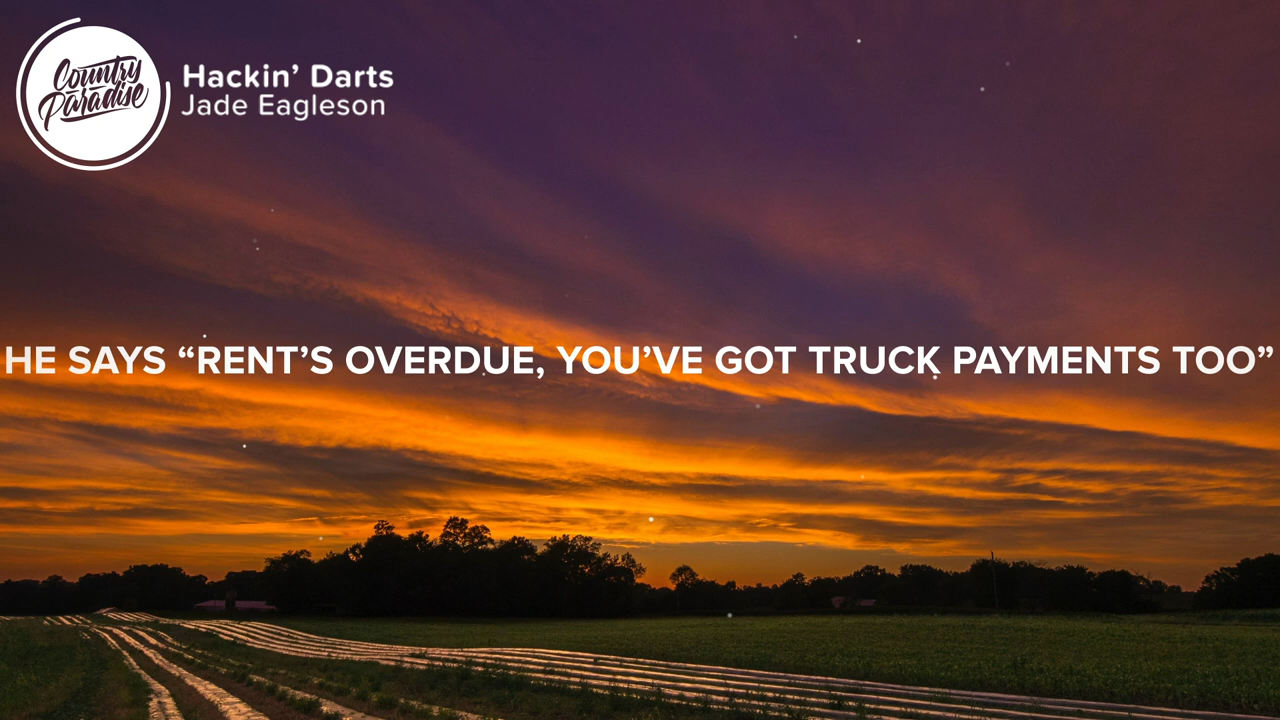 Country
Paradise
Hackin’ Darts
Jade Eagleson
HE SAYS “RENT’S OVERDUE, YOU’VE GOT TRUCK PAYMENTS TOO”